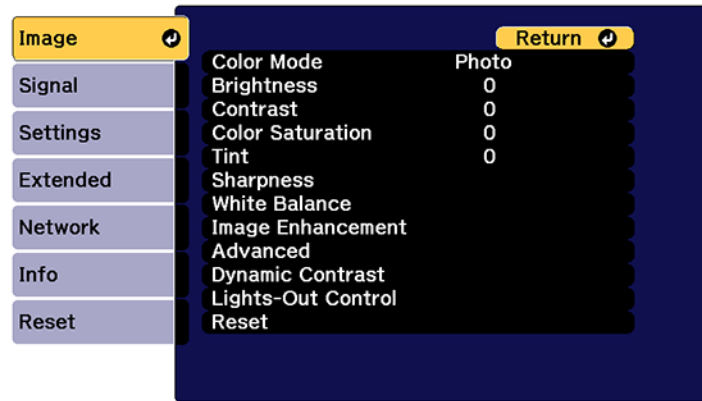 Image
Signal
Settings
Extended
Network
Info
Reset
Return
Color Mode Photo
Brightness 0
Contrast 0
Color Saturation 0
Tint 0
Sharpness
White Balance
Image Enhancement
Advanced
Dynamic Contrast
Lights-Out Control
Reset